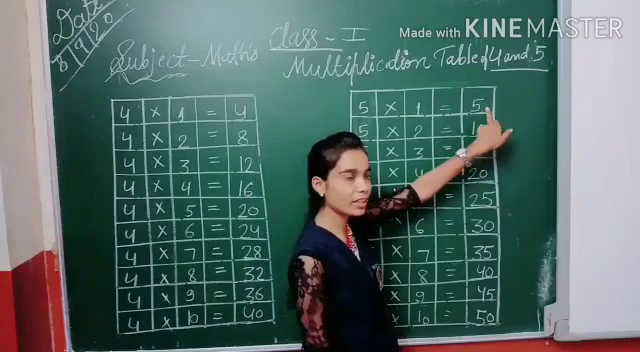 Made with KINEMASTER
Date
8/9/20
Class - I
Subject - Math's
Multiplication Table of 4 and 5
4 × 1 = 4
4 × 2 = 8
4 × 3 = 12
4 × 4 = 16
4 × 5 = 20
4 × 6 = 24
4 × 7 = 28
4 × 8 = 32
4 × 9 = 36
4 × 10 = 40
5 × 1 = 5
5 × 2 =
× 3 =
× 4 20
25
6 = 30
× 7 = 35
× 8 = 40
× 9 = 45
× 10 = 50